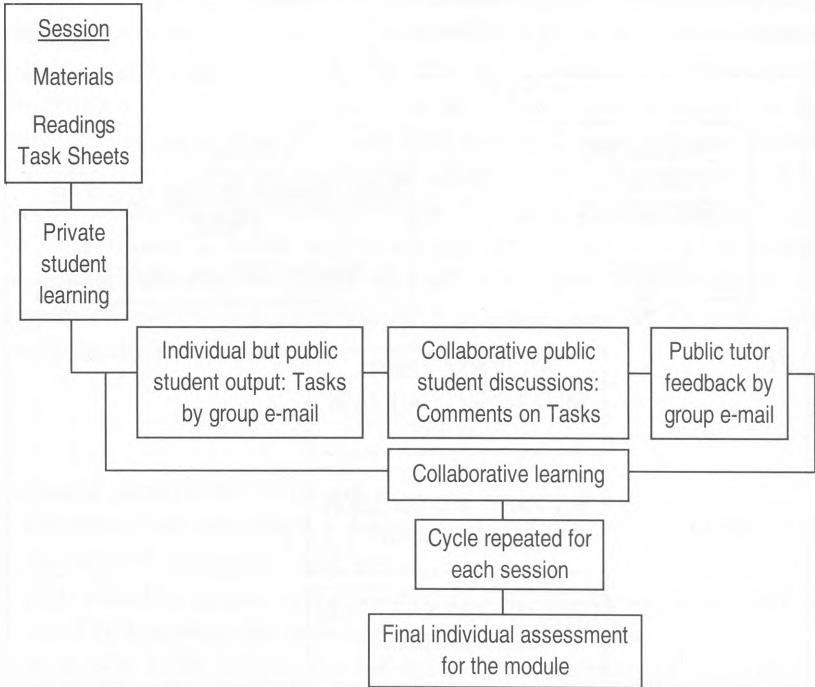 Session
Materials
Readings
Task Sheets
Private
student
learning
Individual but public
student output: Tasks
by group e-mail
Collaborative public
student discussions:
Comments on Tasks
Public tutor
feedback by
group e-mail
Collaborative learning
Cycle repeated for
each session
Final individual assessment
for the module